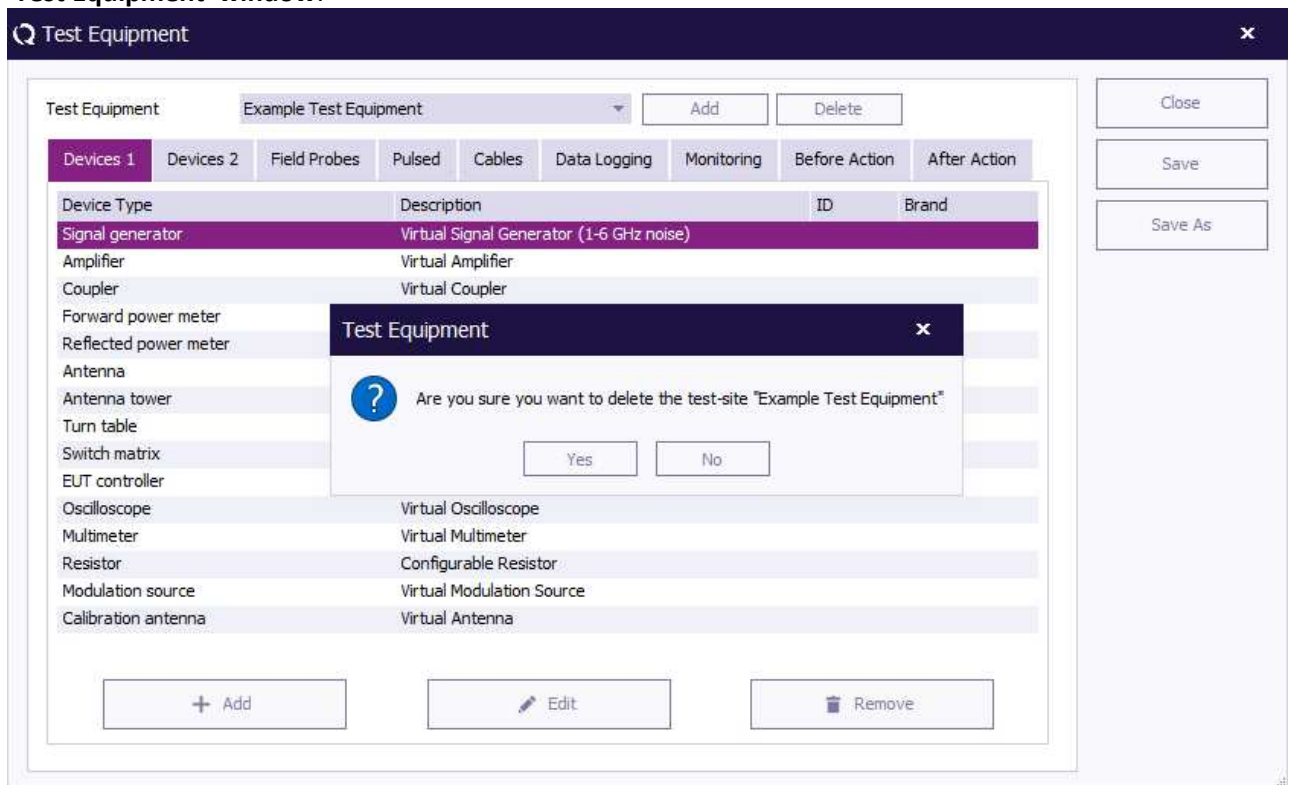 Test Equipment window.
Test Equipment
Test Equipment Example Test Equipment Add Delete
Close
Devices 1 Devices 2 Field Probes Pulsed Cables Data Logging Monitoring Before Action After Action
Save
Device Type Description ID Brand
Save As
Signal generator Virtual Signal Generator (1-6 GHz noise)
Amplifier Virtual Amplifier
Coupler Virtual Coupler
Forward power meter
Reflected power meter
Antenna
Antenna tower
Turn table
Switch matrix
EUT controller
Test Equipment
Are you sure you want to delete the test-site "Example Test Equipment"
Yes No
Oscilloscope Virtual Oscilloscope
Multimeter Virtual Multimeter
Resistor Configurable Resistor
Modulation source Virtual Modulation Source
Calibration antenna Virtual Antenna
+ Add Edit Remove